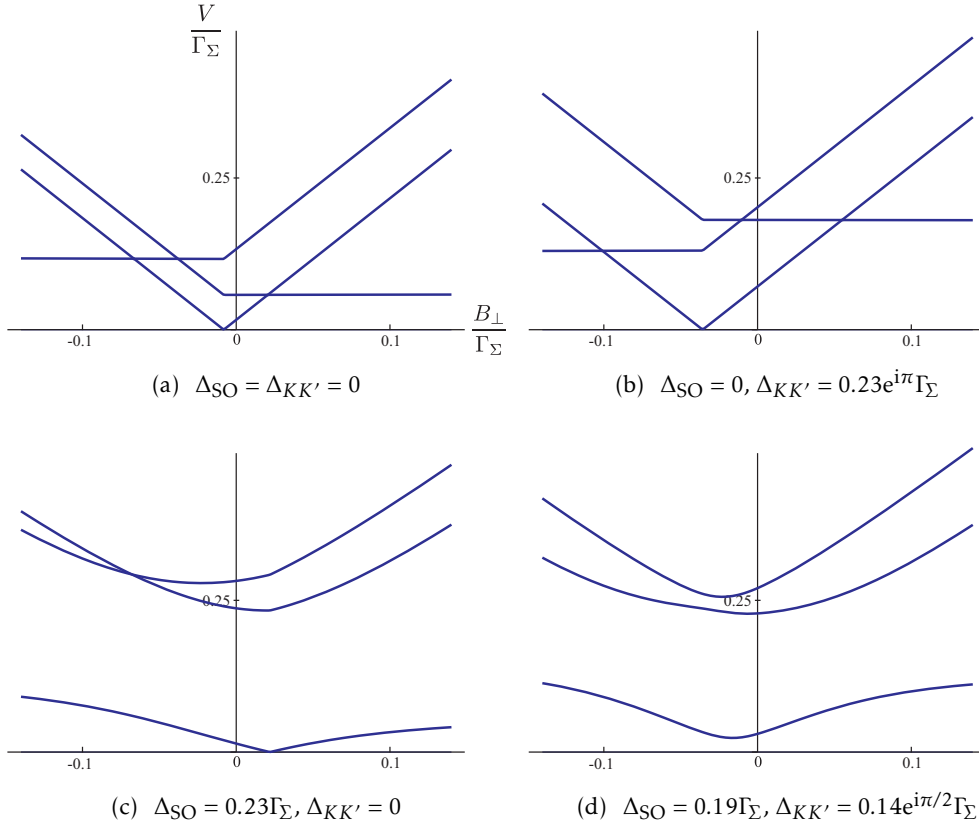 V/Γ_Σ
0.25
0.25
-0.1 0 0.1
B_⊥/Γ_Σ
-0.1 0 0.1
(a) Δ_SO = Δ_KK′ = 0
(b) Δ_SO = 0, Δ_KK′ = 0.23e^iπ Γ_Σ
0.25
0.25
-0.1 0 0.1
-0.1 0 0.1
(c) Δ_SO = 0.23Γ_Σ, Δ_KK′ = 0
(d) Δ_SO = 0.19Γ_Σ, Δ_KK′ = 0.14e^iπ/2 Γ_Σ